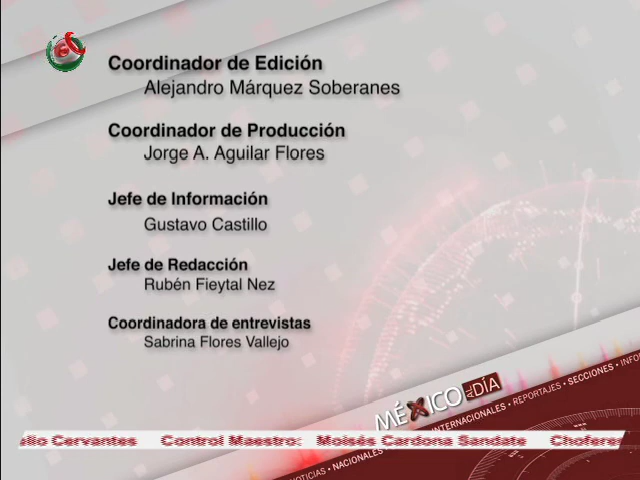 Coordinador de Edición
Alejandro Márquez Soberanes
Coordinador de Producción
Jorge A. Aguilar Flores
Jefe de Información
Gustavo Castillo
Jefe de Redacción
Rubén Fieytal Nez
Coordinadora de entrevistas
Sabrina Flores Vallejo
MÉXICO AL DÍA
INTERNACIONALES • REPORTAJES • SECCIONES •
Cervantes Control Maestro: Moisés Cardona Sandate
NOTICIAS • NACIONALES